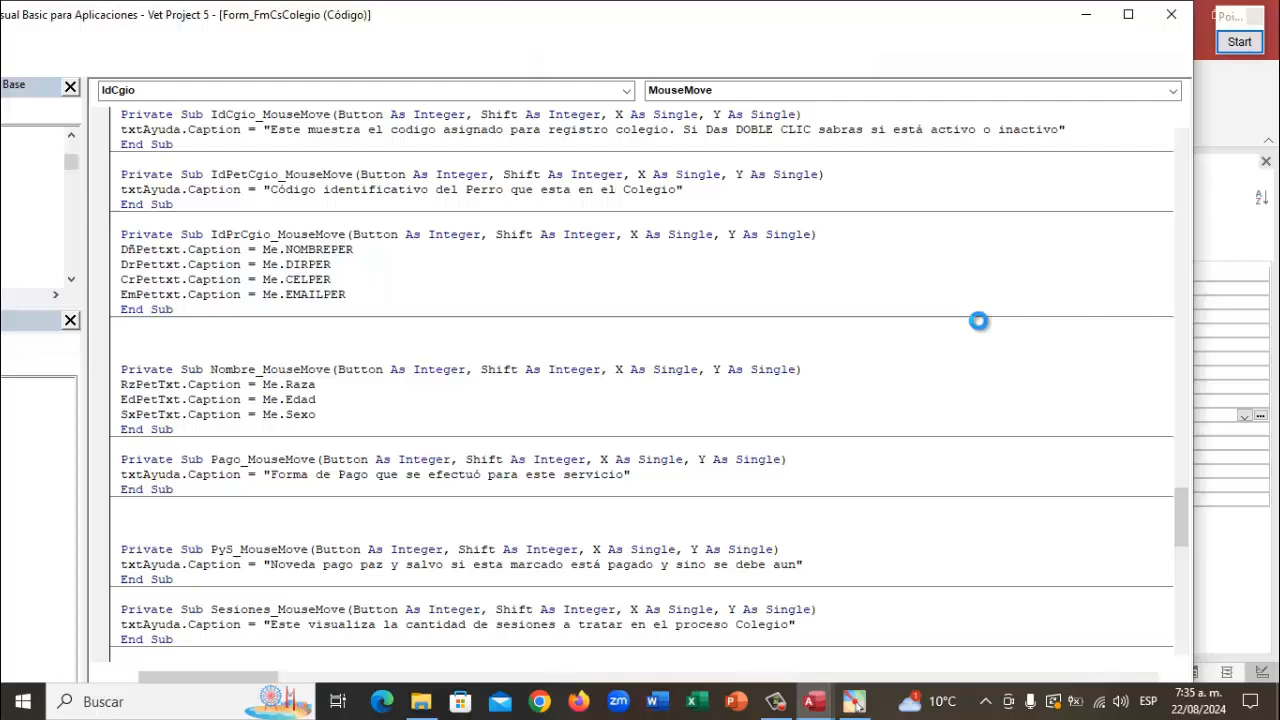 sual Basic para Aplicaciones - Vet Project 5 - [Form_FmCsColegio (Código)]
Poi...
Start
Base
IdCgio
MouseMove
Private Sub IdCgio_MouseMove(Button As Integer, Shift As Integer, X As Single, Y As Single)
txtAyuda.Caption = "Este muestra el codigo asignado para registro colegio. Si Das DOBLE CLIC sabras si está activo o inactivo"
End Sub
Private Sub IdPetCgio_MouseMove(Button As Integer, Shift As Integer, X As Single, Y As Single)
txtAyuda.Caption = "Código identificativo del Perro que esta en el Colegio"
End Sub
Private Sub IdPrCgio_MouseMove(Button As Integer, Shift As Integer, X As Single, Y As Single)
DñPettxt.Caption = Me.NOMBREPER
DrPettxt.Caption = Me.DIRPER
CrPettxt.Caption = Me.CELPER
EmPettxt.Caption = Me.EMAILPER
End Sub
Private Sub Nombre_MouseMove(Button As Integer, Shift As Integer, X As Single, Y As Single)
RzPetTxt.Caption = Me.Raza
EdPetTxt.Caption = Me.Edad
SxPetTxt.Caption = Me.Sexo
End Sub
Private Sub Pago_MouseMove(Button As Integer, Shift As Integer, X As Single, Y As Single)
txtAyuda.Caption = "Forma de Pago que se efectuó para este servicio"
End Sub
Private Sub PyS_MouseMove(Button As Integer, Shift As Integer, X As Single, Y As Single)
txtAyuda.Caption = "Noveda pago paz y salvo si esta marcado está pagado y sino se debe aun"
End Sub
Private Sub Sesiones_MouseMove(Button As Integer, Shift As Integer, X As Single, Y As Single)
txtAyuda.Caption = "Este visualiza la cantidad de sesiones a tratar en el proceso Colegio"
End Sub
Buscar
10°C
ESP
7:35 a. m.
22/08/2024